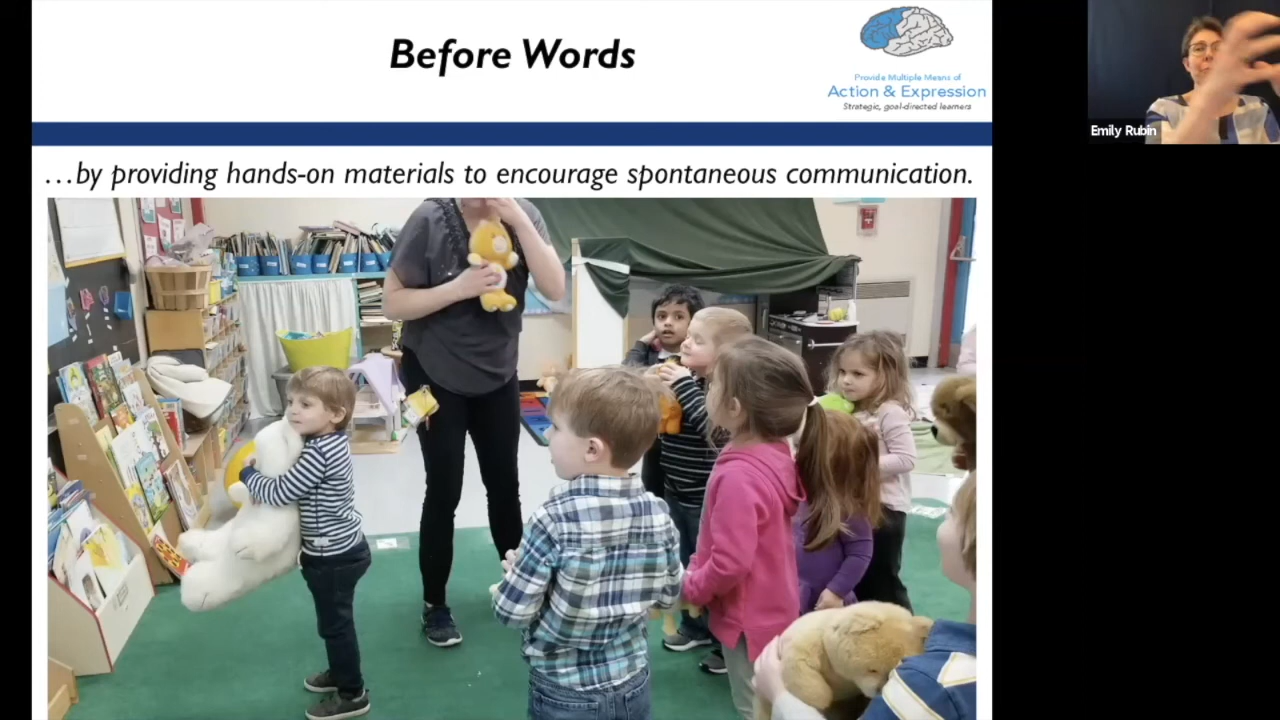 Before Words
Provide Multiple Means of
Action & Expression
Strategic, goal-directed learners
…by providing hands-on materials to encourage spontaneous communication.
Emily Rubin